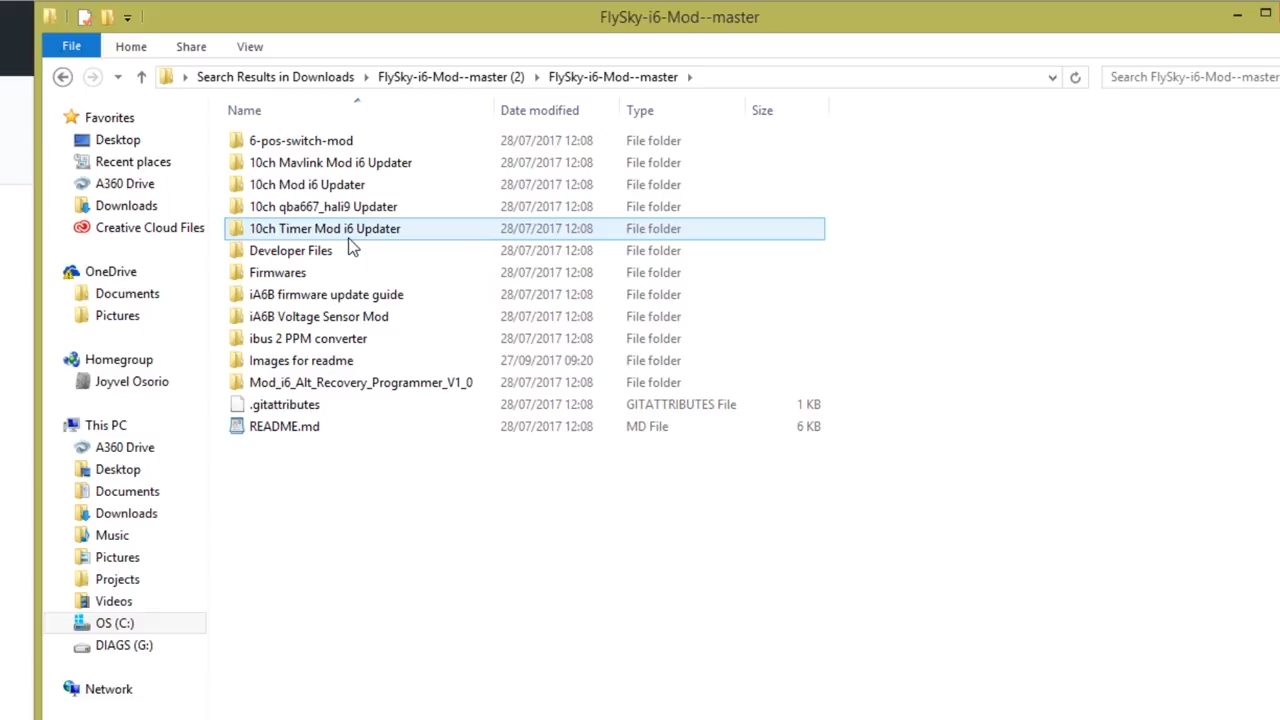 FlySky-i6-Mod--master
File Home Share View
Search Results in Downloads FlySky-i6-Mod--master (2) FlySky-i6-Mod--master Search FlySky-i6-Mod--master
Name Date modified Type Size
Favorites
Desktop
Recent places
A360 Drive
Downloads
Creative Cloud Files
OneDrive
Documents
Pictures
Homegroup
Joyvel Osorio
This PC
A360 Drive
Desktop
Documents
Downloads
Music
Pictures
Projects
Videos
OS (C:)
DIAGS (G:)
Network
6-pos-switch-mod 28/07/2017 12:08 File folder
10ch Mavlink Mod i6 Updater 28/07/2017 12:08 File folder
10ch Mod i6 Updater 28/07/2017 12:08 File folder
10ch qba667_hali9 Updater 28/07/2017 12:08 File folder
10ch Timer Mod i6 Updater 28/07/2017 12:08 File folder
Developer Files 28/07/2017 12:08 File folder
Firmwares 28/07/2017 12:08 File folder
iA6B firmware update guide 28/07/2017 12:08 File folder
iA6B Voltage Sensor Mod 28/07/2017 12:08 File folder
ibus 2 PPM converter 28/07/2017 12:08 File folder
Images for readme 27/09/2017 09:20 File folder
Mod_i6_Alt_Recovery_Programmer_V1_0 28/07/2017 12:08 File folder
.gitattributes 28/07/2017 12:08 GITATTRIBUTES File 1 KB
README.md 28/07/2017 12:08 MD File 6 KB